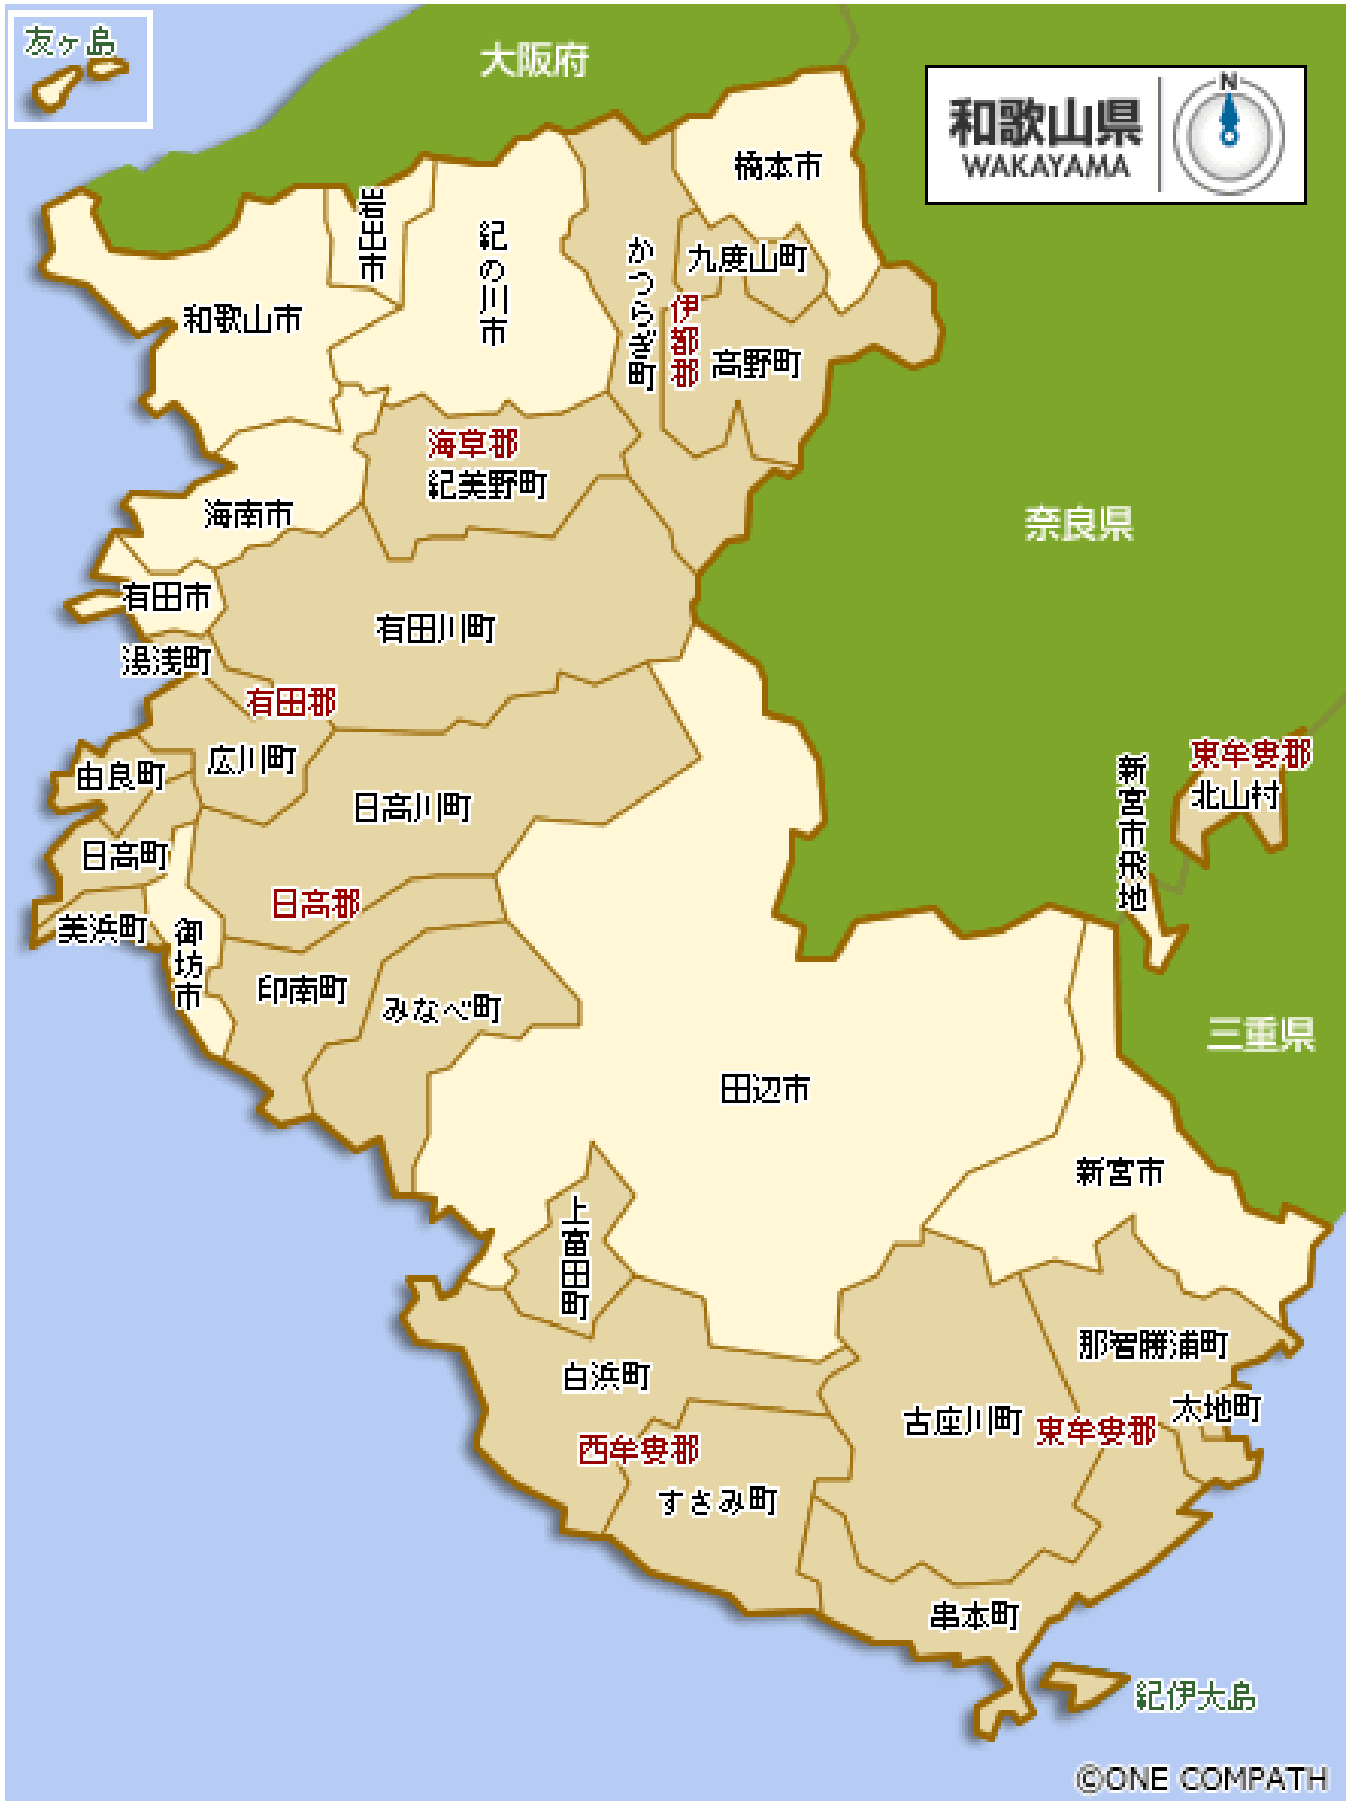 友ヶ島
大阪府
和歌山県
WAKAYAMA
N
橋本市
岩出市
紀の川市
かつらぎ町
九度山町
伊都郡
和歌山市
高野町
海草郡
紀美野町
海南市
奈良県
有田市
有田川町
湯浅町
有田郡
広川町
由良町
日高川町
東牟婁郡
北山村
新宮市飛地
日高町
日高郡
美浜町
御坊市
印南町
みなべ町
三重県
田辺市
新宮市
上富田町
那智勝浦町
白浜町
太地町
古座川町
東牟婁郡
西牟婁郡
すさみ町
串本町
紀伊大島
©ONE COMPATH